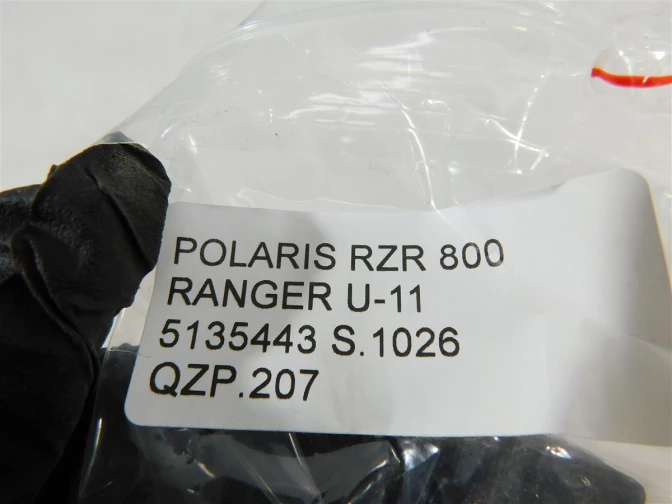 POLARIS RZR 800
RANGER U-11
5135443 S.1026
QZP.207